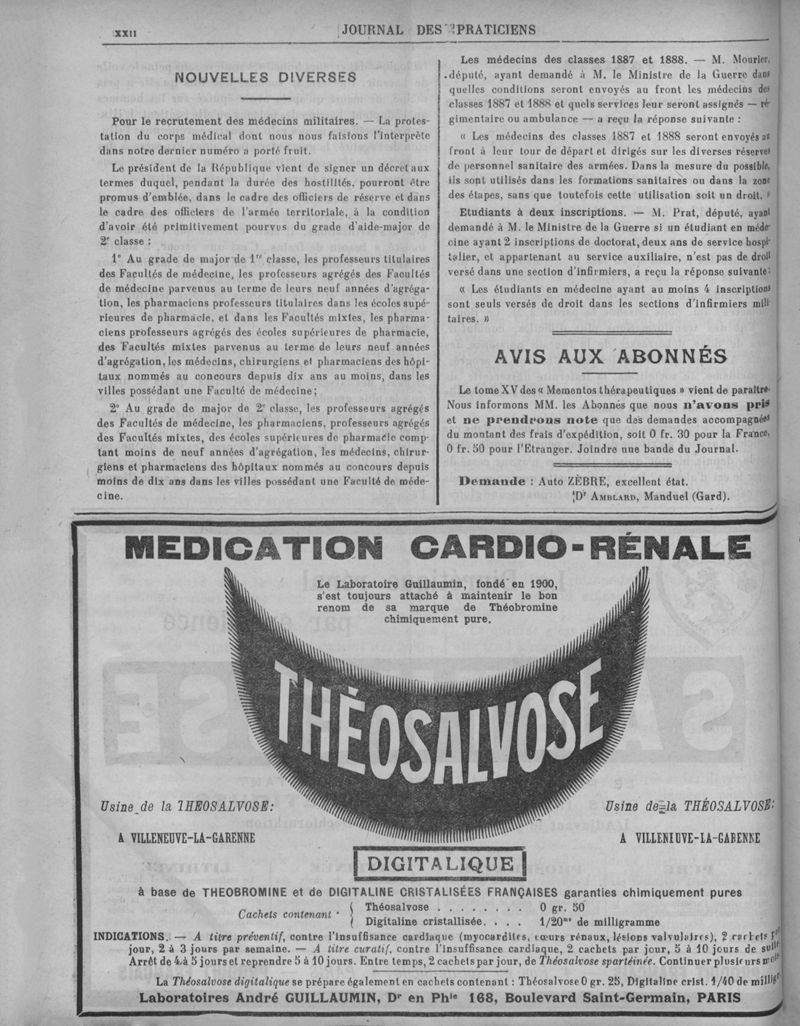 XXII
JOURNAL DES PRATICIENS
NOUVELLES DIVERSES
Pour le recrutement des médecins militaires. — La protes-
tation du corps médical dont nous nous faisions l'interprète
dans notre dernier numéro a porté fruit.
Le président de la République vient de signer un décret aux
termes duquel, pendant la durée des hostilités, pourront être
promus d'emblée, dans le cadre des officiers de réserve et dans
le cadre des officiers de l'armée territoriale, à la condition
d'avoir été primitivement pourvus du grade d'aide-major de
2e classe :
1° Au grade de major de 1re classe, les professeurs titulaires
des Facultés de médecine, les professeurs agrégés des Facultés
de médecine parvenus au terme de leurs neuf années d'agréga-
tion, les pharmaciens professeurs titulaires dans les écoles supé-
rieures de pharmacie, et dans les Facultés mixtes, les pharma-
ciens professeurs agrégés des écoles supérieures de pharmacie,
des Facultés mixtes parvenus au terme de leurs neuf années
d'agrégation, les médecins, chirurgiens et pharmaciens des hôpi-
taux nommés au concours depuis dix ans au moins, dans les
villes possédant une Faculté de médecine;
2° Au grade de major de 2e classe, les professeurs agrégés
des Facultés de médecine, les pharmaciens, professeurs agrégés
des Facultés mixtes, des écoles supérieures de pharmacie comp-
tant moins de neuf années d'agrégation, les médecins, chirur-
giens et pharmaciens des hôpitaux nommés au concours depuis
moins de dix ans dans les villes possédant une Faculté de méde-
cine.
Les médecins des classes 1887 et 1888. — M. Mourier,
député, ayant demandé à M. le Ministre de la Guerre dans
quelles conditions seront envoyés au front les médecins des
classes 1887 et 1888 et quels services leur seront assignés — ré-
gimentaire ou ambulance — a reçu la réponse suivante :
« Les médecins des classes 1887 et 1888 seront envoyés au
front à leur tour de départ et dirigés sur les diverses réserves
de personnel sanitaire des armées. Dans la mesure du possible,
ils sont utilisés dans les formations sanitaires ou dans la zone
des étapes, sans que toutefois cette utilisation soit un droit. »
Etudiants à deux inscriptions. — M. Prat, député, ayant
demandé à M. le Ministre de la Guerre si un étudiant en méde-
cine ayant 2 inscriptions de doctorat, deux ans de service hospi-
talier, et appartenant au service auxiliaire, n'est pas de droit
versé dans une section d'infirmiers, a reçu la réponse suivante:
« Les étudiants en médecine ayant au moins 4 inscriptions
sont seuls versés de droit dans les sections d'infirmiers mili-
taires. »
AVIS AUX ABONNÉS
Le tome XV des « Mementos thérapeutiques » vient de paraître.
Nous informons MM. les Abonnés que nous n'avons pris
et ne prendrons note que des demandes accompagnées
du montant des frais d'expédition, soit 0 fr. 30 pour la France,
0 fr. 50 pour l'Etranger. Joindre une bande du Journal.
Demande : Auto ZÈBRE, excellent état.
Dr AMBLARD, Manduel (Gard).
MEDICATION CARDIO-RÉNALE
Le Laboratoire Guillaumin, fondé en 1900,
s'est toujours attaché à maintenir le bon
renom de sa marque de Théobromine
chimiquement pure.
THÉOSALVOSE
Usine de la THÉOSALVOSE:
A VILLENEUVE-LA-GARENNE
Usine de la THÉOSALVOSE:
A VILLENEUVE-LA-GARENNE
DIGITALIQUE
à base de THEOBROMINE et de DIGITALINE CRISTALISÉES FRANÇAISES garanties chimiquement pures
Cachets contenant :
Théosalvose . . . . . . . . 0 gr. 50
Digitaline cristallisée. . . . 1/20me de milligramme
INDICATIONS. — A titre préventif, contre l'insuffisance cardiaque (myocardites, cœurs rénaux, lésions valvulaires), 2 cachets par
jour, 2 à 3 jours par semaine. — A titre curatif, contre l'insuffisance cardiaque, 2 cachets par jour, 5 à 10 jours de suite.
Arrêt de 4 à 5 jours et reprendre 5 à 10 jours. Entre temps, 2 cachets par jour, de Théosalvose spartéinée. Continuer plusieurs mois.
La Théosalvose digitalique se prépare également en cachets contenant : Théosalvose 0 gr. 25, Digitaline crist. 1/40 de millig.
Laboratoires André GUILLAUMIN, Dr en Phie 168, Boulevard Saint-Germain, PARIS